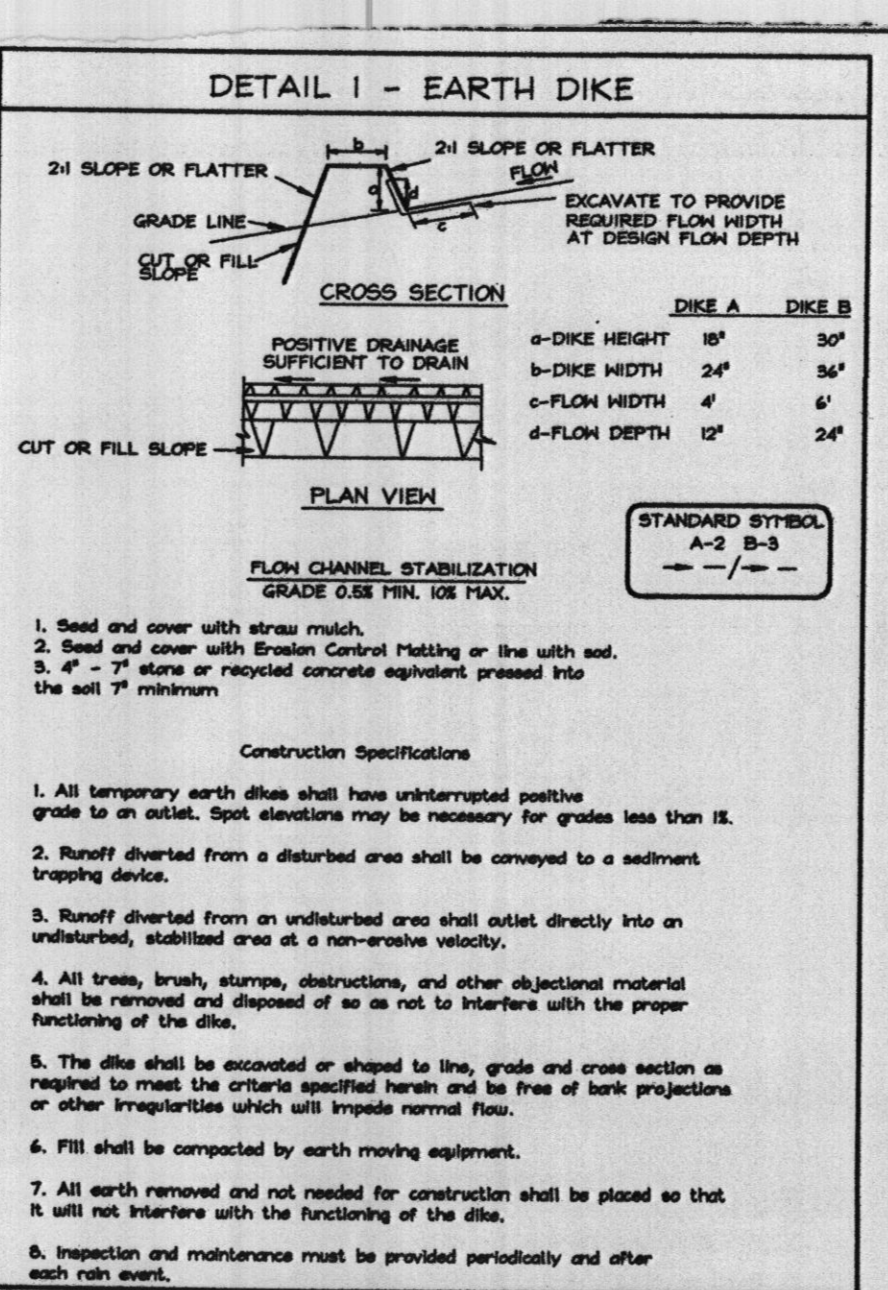 DETAIL 1 - EARTH DIKE
b
2:1 SLOPE OR FLATTER
2:1 SLOPE OR FLATTER
FLOW
a
d
EXCAVATE TO PROVIDE
REQUIRED FLOW WIDTH
AT DESIGN FLOW DEPTH
GRADE LINE
c
CUT OR FILL
SLOPE
CROSS SECTION
DIKE A DIKE B
a-DIKE HEIGHT 18" 30"
b-DIKE WIDTH 24" 36"
c-FLOW WIDTH 4' 6'
d-FLOW DEPTH 12" 24"
POSITIVE DRAINAGE
SUFFICIENT TO DRAIN
CUT OR FILL SLOPE
PLAN VIEW
STANDARD SYMBOL
A-2 B-3
FLOW CHANNEL STABILIZATION
GRADE 0.5% MIN. 10% MAX.
1. Seed and cover with straw mulch.
2. Seed and cover with Erosion Control Matting or line with sod.
3. 4" - 7" stone or recycled concrete equivalent pressed into
the soil 7" minimum
Construction Specifications
1. All temporary earth dikes shall have uninterrupted positive
grade to an outlet. Spot elevations may be necessary for grades less than 1%.
2. Runoff diverted from a disturbed area shall be conveyed to a sediment
trapping device.
3. Runoff diverted from an undisturbed area shall outlet directly into an
undisturbed, stabilized area at a non-erosive velocity.
4. All trees, brush, stumps, obstructions, and other objectional material
shall be removed and disposed of so as not to interfere with the proper
functioning of the dike.
5. The dike shall be excavated or shaped to line, grade and cross section as
required to meet the criteria specified herein and be free of bank projections
or other irregularities which will impede normal flow.
6. Fill shall be compacted by earth moving equipment.
7. All earth removed and not needed for construction shall be placed so that
it will not interfere with the functioning of the dike.
8. Inspection and maintenance must be provided periodically and after
each rain event.